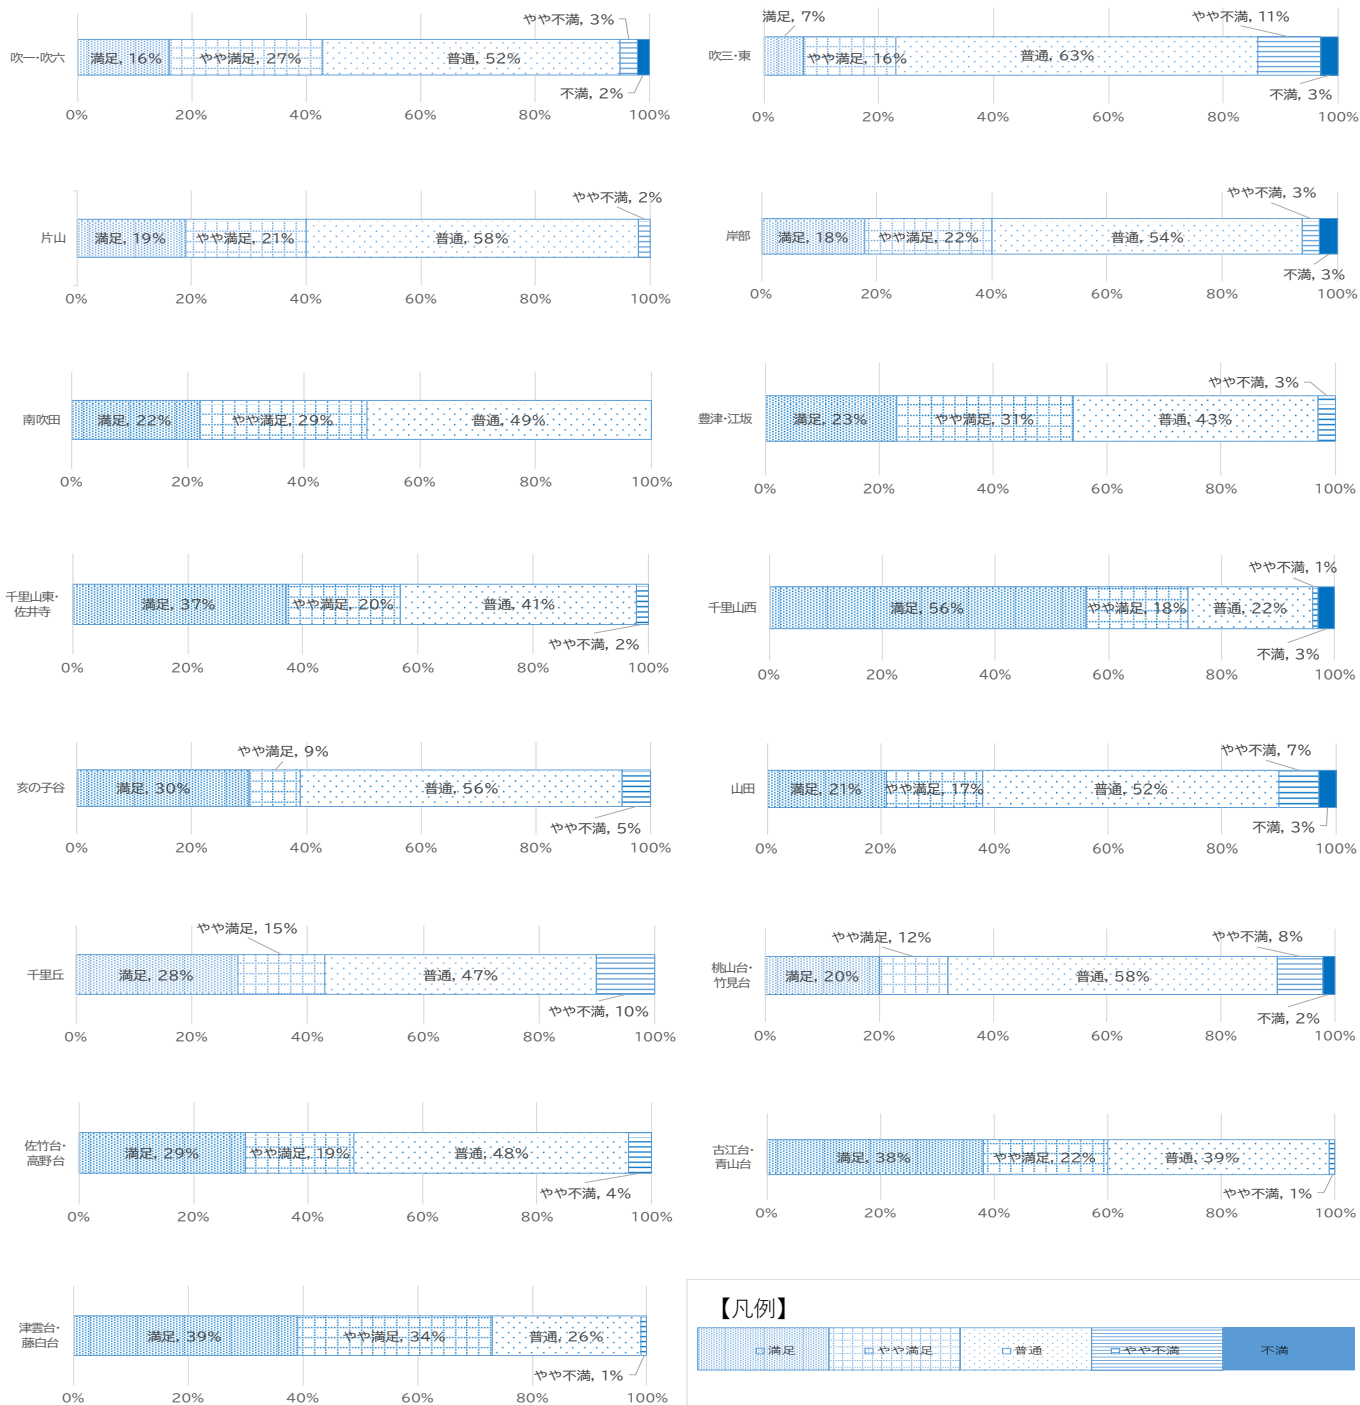 やや不満, 3%
吹一・吹六
満足, 16%
やや満足, 27%
普通, 52%
不満, 2%
0%
20%
40%
60%
80%
100%
満足, 7%
やや不満, 11%
吹三・東
やや満足, 16%
普通, 63%
不満, 3%
0%
20%
40%
60%
80%
100%
やや不満, 2%
片山
満足, 19%
やや満足, 21%
普通, 58%
0%
20%
40%
60%
80%
100%
やや不満, 3%
岸部
満足, 18%
やや満足, 22%
普通, 54%
不満, 3%
0%
20%
40%
60%
80%
100%
南吹田
満足, 22%
やや満足, 29%
普通, 49%
0%
20%
40%
60%
80%
100%
やや不満, 3%
豊津・江坂
満足, 23%
やや満足, 31%
普通, 43%
0%
20%
40%
60%
80%
100%
千里山東・
佐井寺
満足, 37%
やや満足, 20%
普通, 41%
やや不満, 2%
0%
20%
40%
60%
80%
100%
やや不満, 1%
千里山西
満足, 56%
やや満足, 18%
普通, 22%
不満, 3%
0%
20%
40%
60%
80%
100%
やや満足, 9%
亥の子谷
満足, 30%
普通, 56%
やや不満, 5%
0%
20%
40%
60%
80%
100%
やや不満, 7%
山田
満足, 21%
やや満足, 17%
普通, 52%
不満, 3%
0%
20%
40%
60%
80%
100%
やや満足, 15%
千里丘
満足, 28%
普通, 47%
やや不満, 10%
0%
20%
40%
60%
80%
100%
やや満足, 12%
やや不満, 8%
桃山台・
竹見台
満足, 20%
普通, 58%
不満, 2%
0%
20%
40%
60%
80%
100%
佐竹台・
高野台
満足, 29%
やや満足, 19%
普通, 48%
やや不満, 4%
0%
20%
40%
60%
80%
100%
古江台・
青山台
満足, 38%
やや満足, 22%
普通, 39%
やや不満, 1%
0%
20%
40%
60%
80%
100%
津雲台・
藤白台
満足, 39%
やや満足, 34%
普通, 26%
やや不満, 1%
0%
20%
40%
60%
80%
100%
【凡例】
満足
やや満足
普通
やや不満
不満